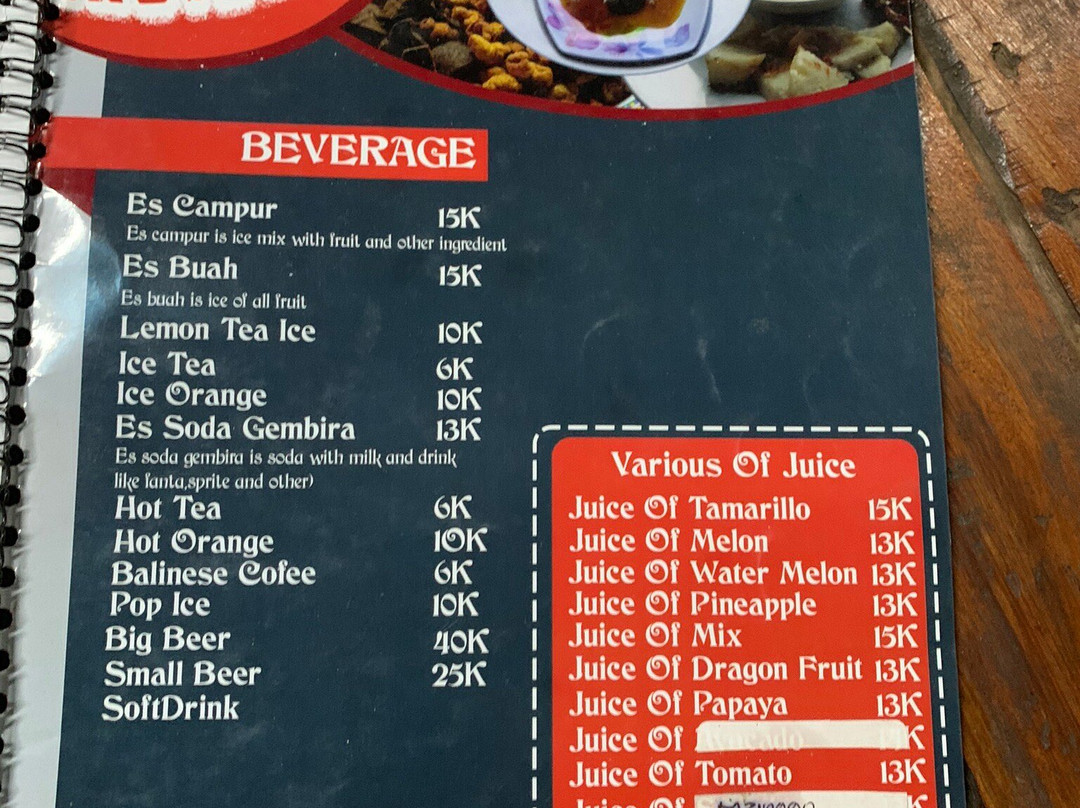 BEVERAGE
Es Campur 15K
Es campur is ice mix with fruit and other ingredient
Es Buah 15K
Es buah is ice of all fruit
Lemon Tea Ice 10K
Ice Tea 6K
Ice Orange 10K
Es Soda Gembira 13K
Es soda gembira is soda with milk and drink
like fanta,sprite and other)
Hot Tea 6K
Hot Orange 10K
Balinese Cofee 6K
Pop Ice 10K
Big Beer 40K
Small Beer 25K
SoftDrink
Various Of Juice
Juice Of Tamarillo 15K
Juice Of Melon 13K
Juice Of Water Melon 13K
Juice Of Pineapple 13K
Juice Of Mix 15K
Juice Of Dragon Fruit 13K
Juice Of Papaya 13K
Juice Of Avocado
Juice Of Tomato 13K
Juice Of